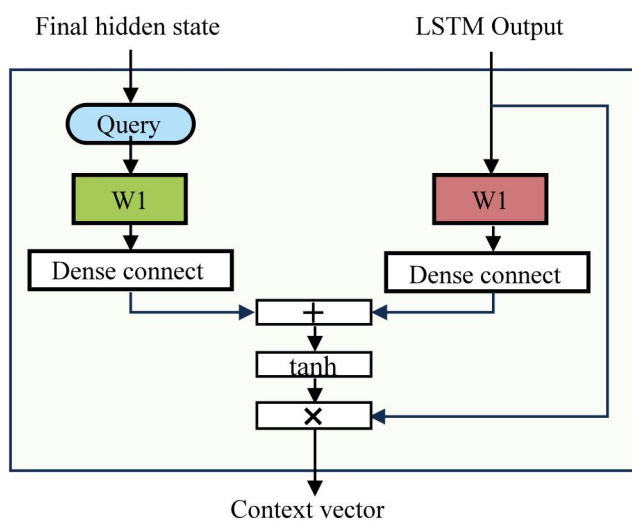 Final hidden state
LSTM Output
Query
W1
W1
Dense connect
Dense connect
+
tanh
×
Context vector